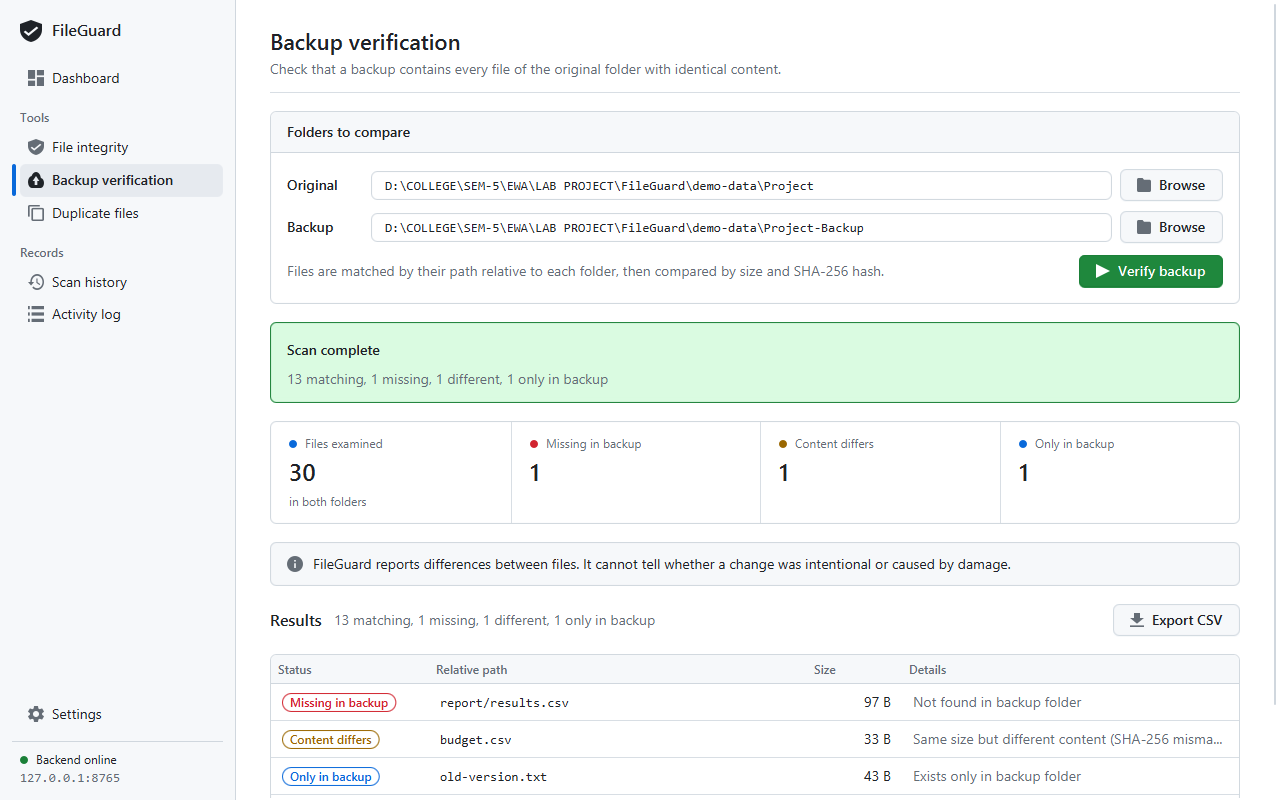 FileGuard
Dashboard
Tools
File integrity
Backup verification
Duplicate files
Records
Scan history
Activity log
Settings
Backend online
127.0.0.1:8765
Backup verification
Check that a backup contains every file of the original folder with identical content.
Folders to compare
Original D:\COLLEGE\SEM-5\EWA\LAB PROJECT\FileGuard\demo-data\Project Browse
Backup D:\COLLEGE\SEM-5\EWA\LAB PROJECT\FileGuard\demo-data\Project-Backup Browse
Files are matched by their path relative to each folder, then compared by size and SHA-256 hash. Verify backup
Scan complete
13 matching, 1 missing, 1 different, 1 only in backup
Files examined Missing in backup Content differs Only in backup
30 1 1 1
in both folders
FileGuard reports differences between files. It cannot tell whether a change was intentional or caused by damage.
Results 13 matching, 1 missing, 1 different, 1 only in backup Export CSV
Status Relative path Size Details
Missing in backup report/results.csv 97 B Not found in backup folder
Content differs budget.csv 33 B Same size but different content (SHA-256 misma...
Only in backup old-version.txt 43 B Exists only in backup folder